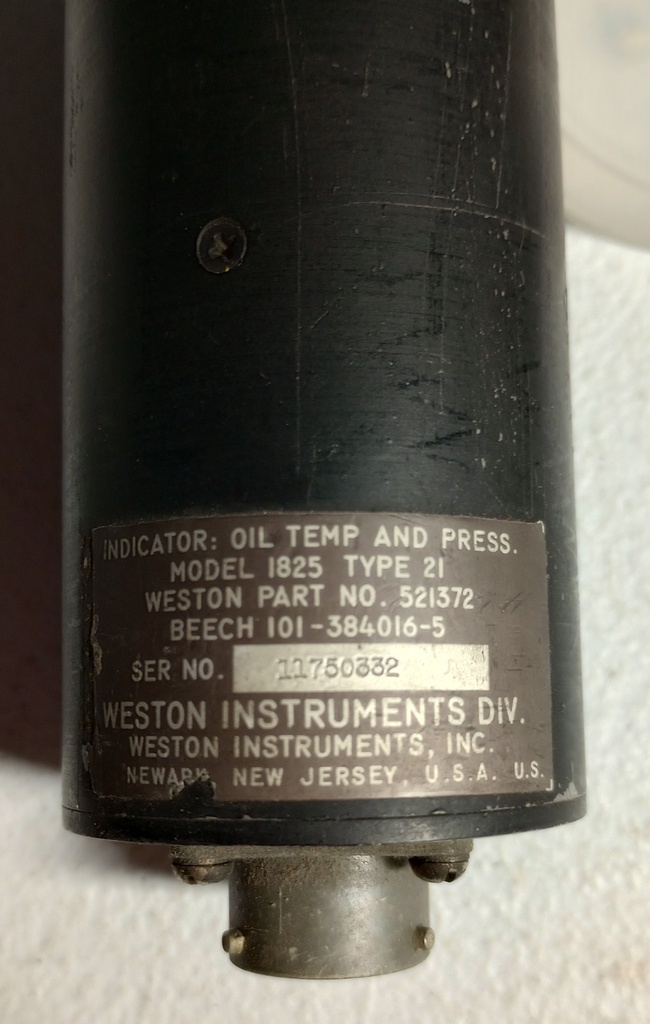 INDICATOR: OIL TEMP AND PRESS.
MODEL 1825 TYPE 21
WESTON PART NO. 521372
BEECH 101-384016-5
SER NO. 11750332
WESTON INSTRUMENTS DIV.
WESTON INSTRUMENTS, INC.
NEWARK, NEW JERSEY, U.S.A. U.S.